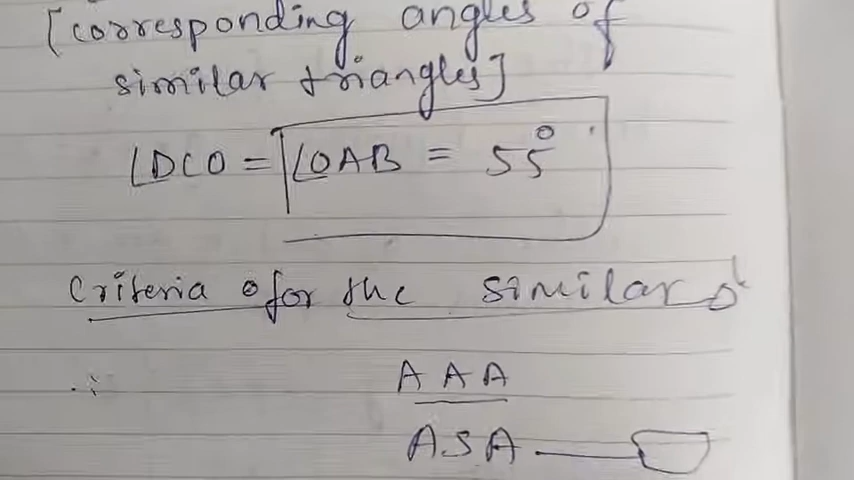 [corresponding angles of
similar triangles]
∠DCO = ∠OAB = 55°
Criteria for the similar Δ
∴ AAA
ASA